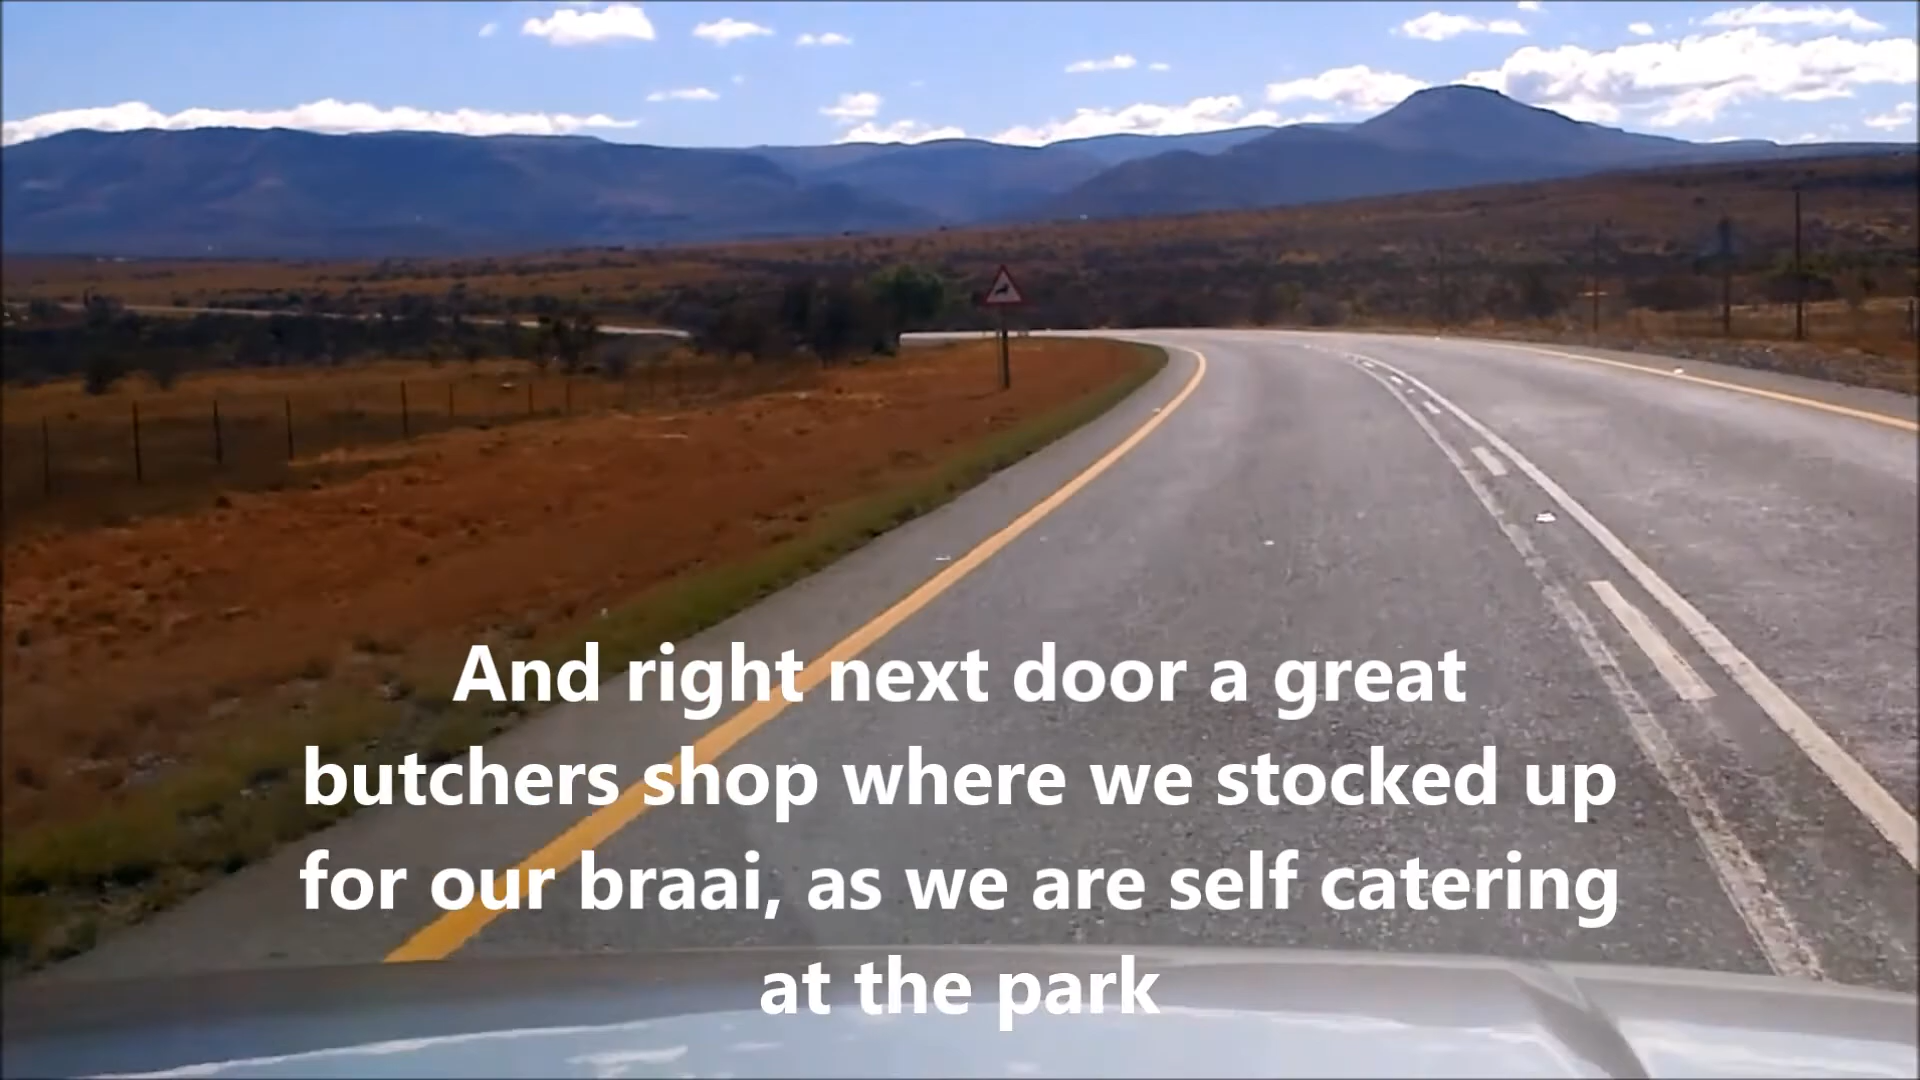 And right next door a great
butchers shop where we stocked up
for our braai, as we are self catering
at the park